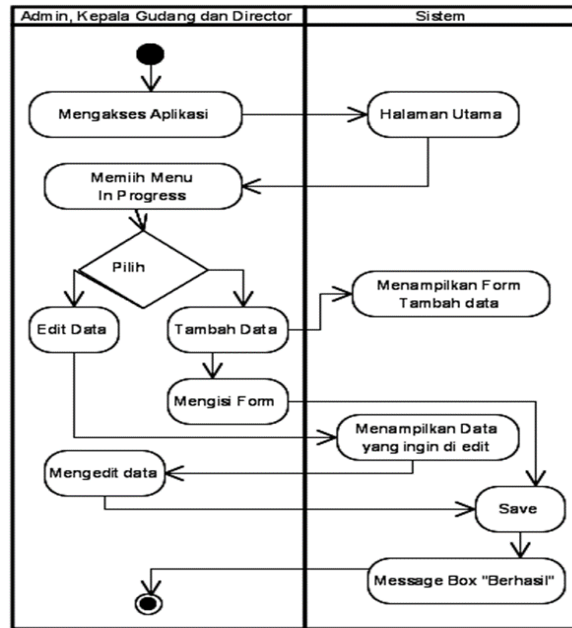 Admin, Kepala Gudang dan Director
Sistem
Mengakses Aplikasi
Halaman Utama
Memiih Menu
In Progress
Pilih
Menampilkan Form
Tambah data
Edit Data
Tambah Data
Mengisi Form
Menampilkan Data
yang ingin di edit
Mengedit data
Save
Message Box "Berhasil"